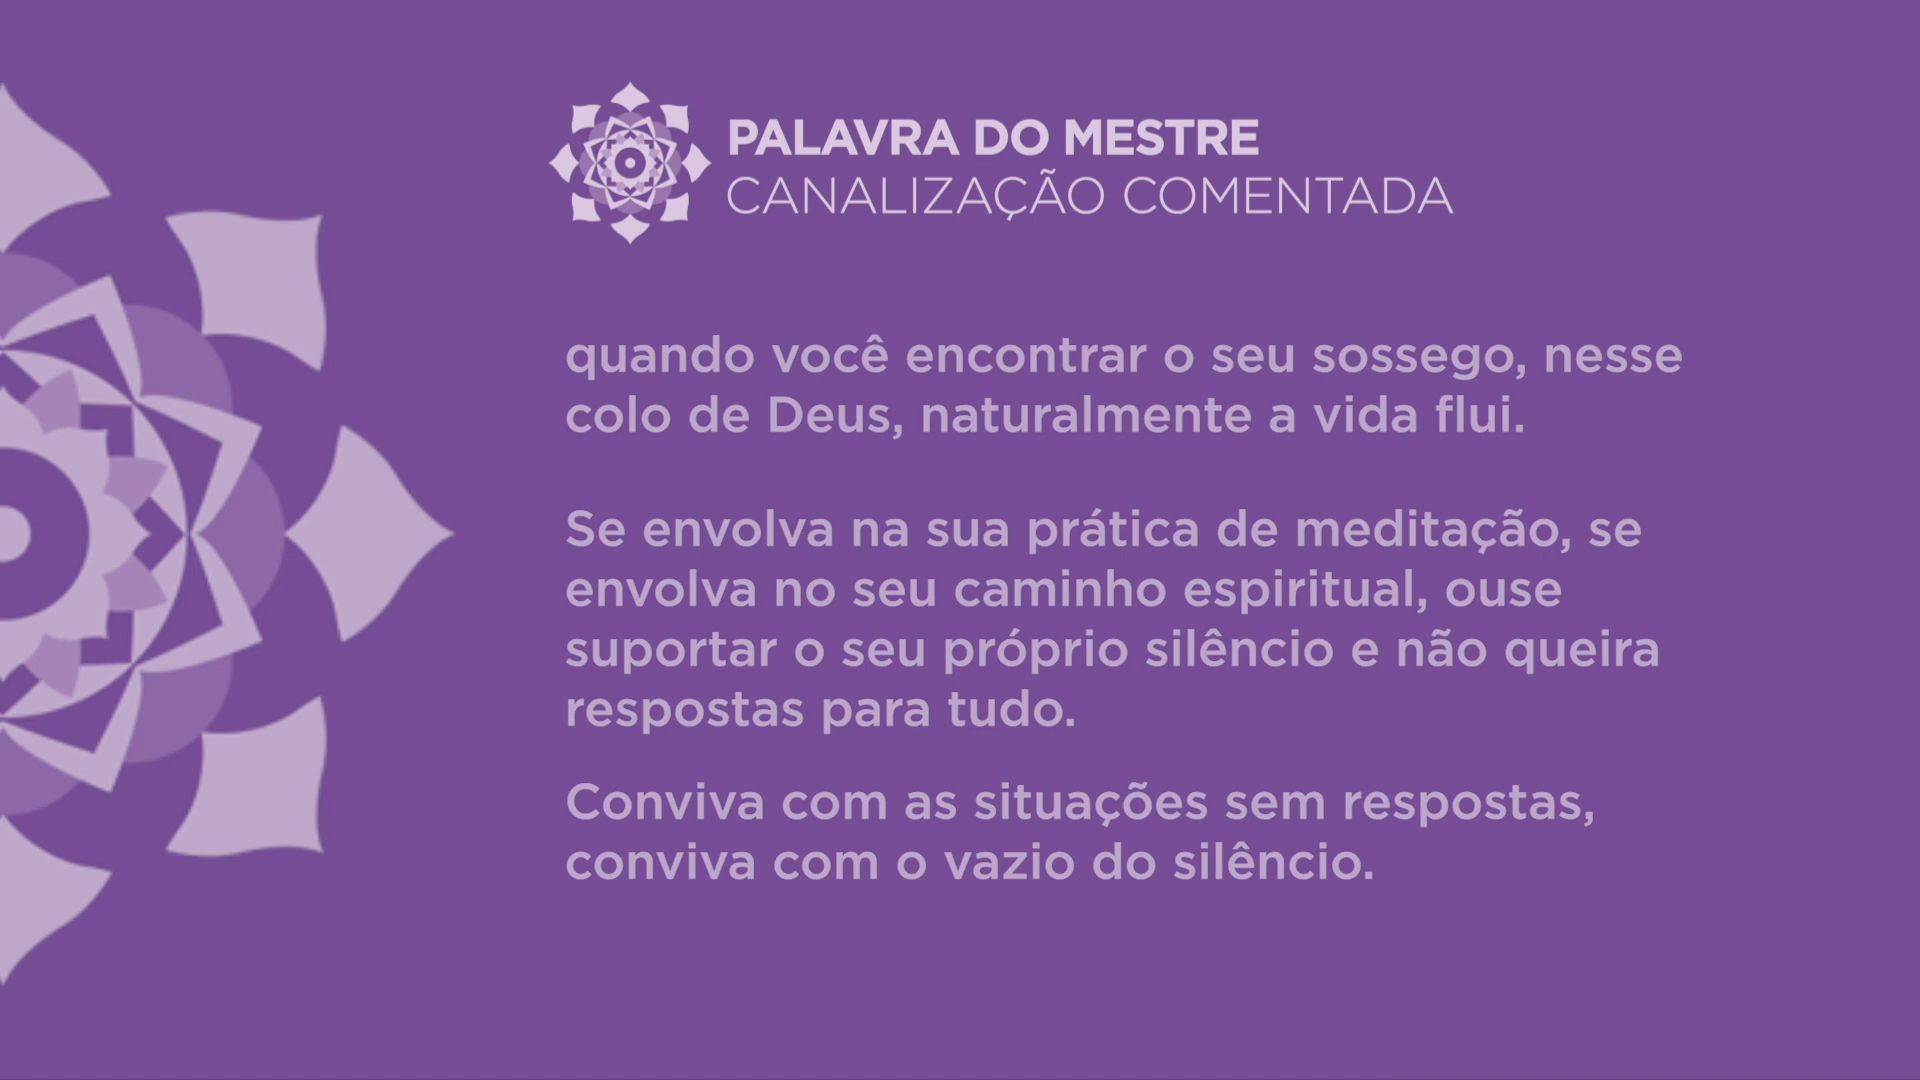 PALAVRA DO MESTRE
CANALIZAÇÃO COMENTADA
quando você encontrar o seu sossego, nesse
colo de Deus, naturalmente a vida flui.
Se envolva na sua prática de meditação, se
envolva no seu caminho espiritual, ouse
suportar o seu próprio silêncio e não queira
respostas para tudo.
Conviva com as situações sem respostas,
conviva com o vazio do silêncio.